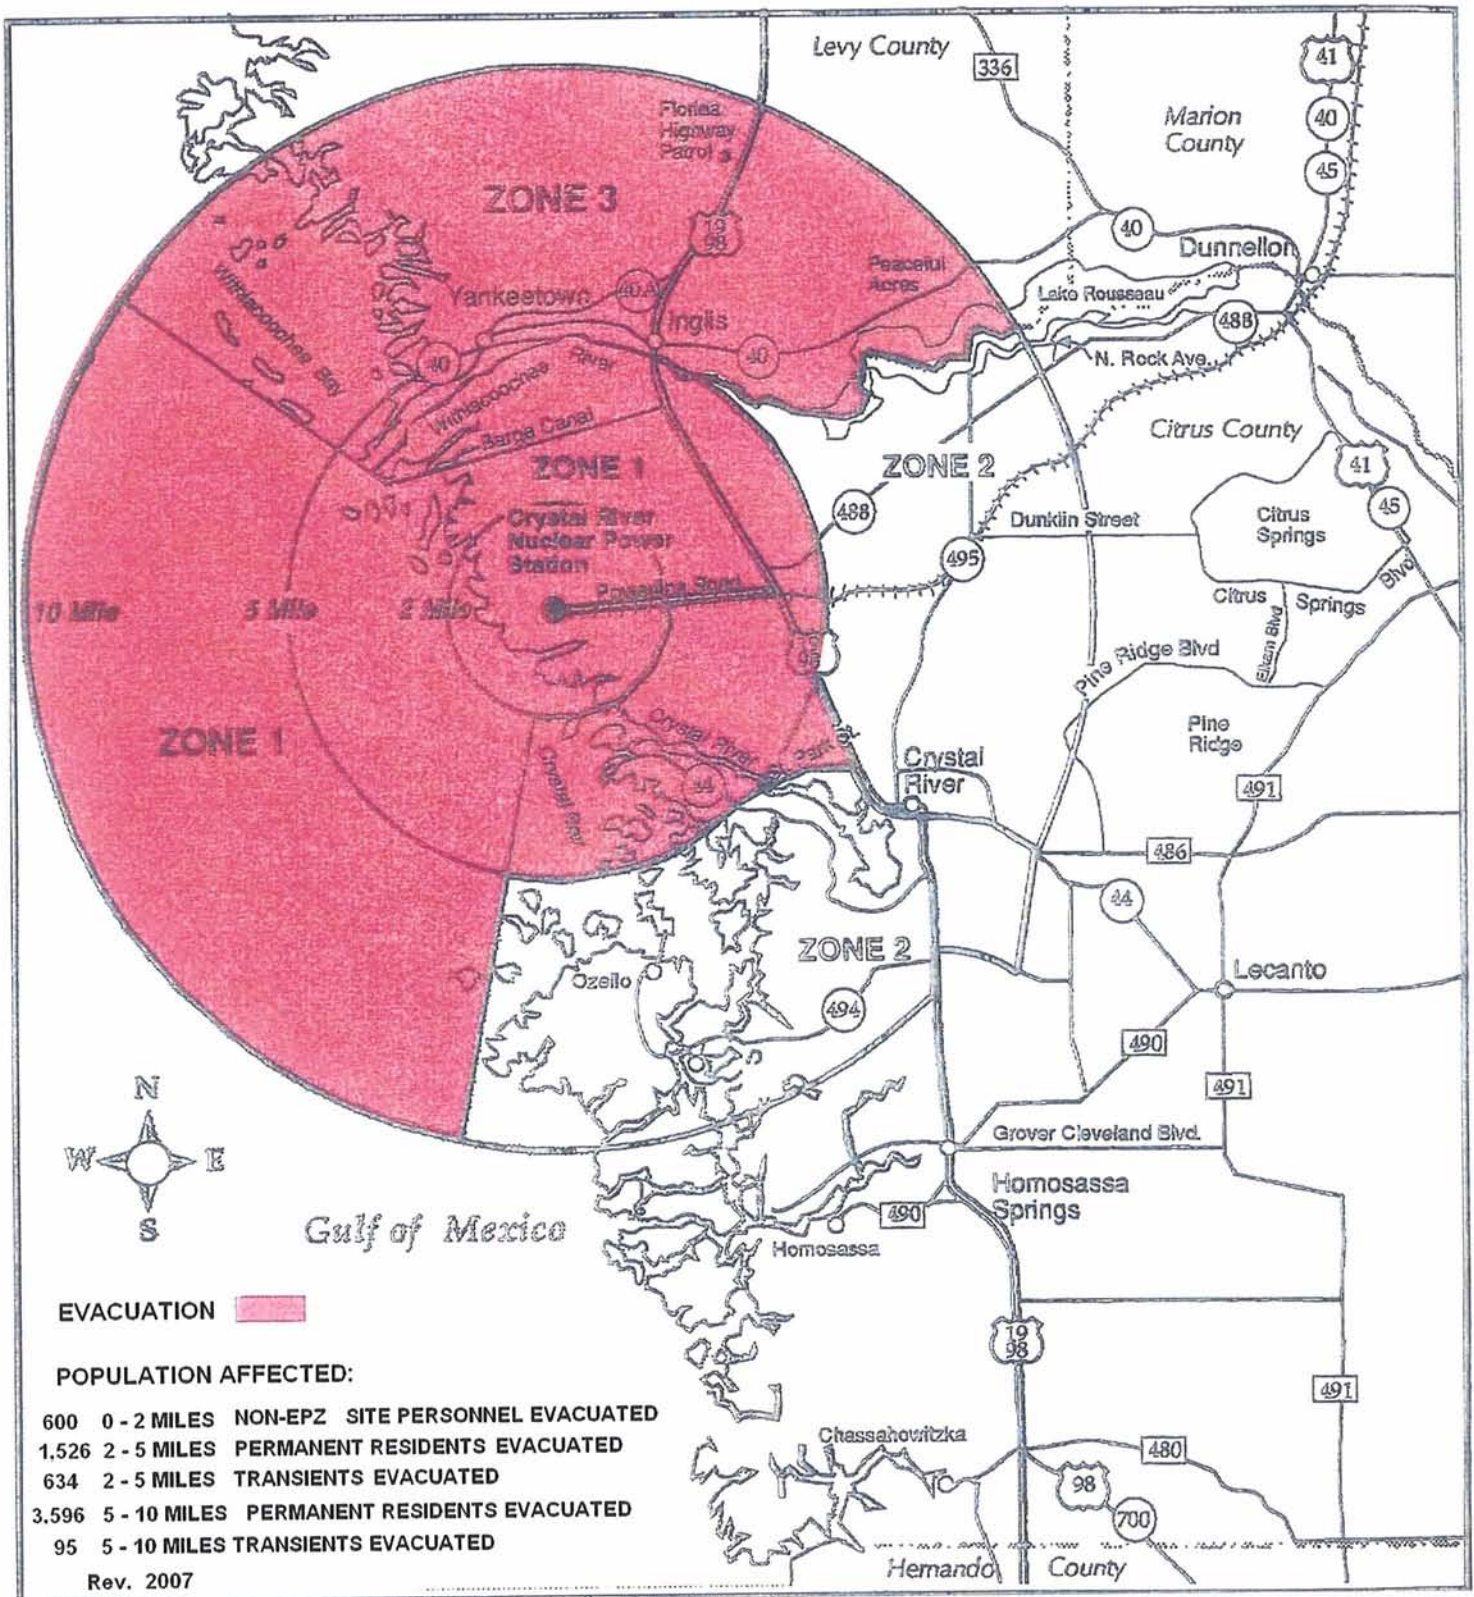 Levy County
336
41
Marion
County
40
45
Florida
Highway
Patrol
ZONE 3
19
98
40
Dunnellon
Peaceful
Acres
Lake Rousseau
Withlacoochee Bay
Yankeetown
40A
Inglis
488
40
40
N. Rock Ave.
River
Withlacoochee
Barge Canal
Citrus County
ZONE 1
ZONE 2
41
45
488
Crystal River
Nuclear Power
Station
Dunklin Street
Citrus
Springs
495
10 Mile
5 Mile
2 Mile
Citrus
Springs
Blvd
Elkam Blvd
98
Pine Ridge Blvd
ZONE 1
Crystal River
Pine
Ridge
Crystal
River
44
491
486
44
ZONE 2
Lecanto
Ozello
494
490
491
N
W
E
S
Grover Cleveland Blvd.
Homosassa
Springs
490
Gulf of Mexico
Homosassa
EVACUATION
19
98
POPULATION AFFECTED:
491
600 0 - 2 MILES NON-EPZ SITE PERSONNEL EVACUATED
1,526 2 - 5 MILES PERMANENT RESIDENTS EVACUATED
634 2 - 5 MILES TRANSIENTS EVACUATED
3.596 5 - 10 MILES PERMANENT RESIDENTS EVACUATED
95 5 - 10 MILES TRANSIENTS EVACUATED
Rev. 2007
Chassahowitzka
480
98
700
Hernando County